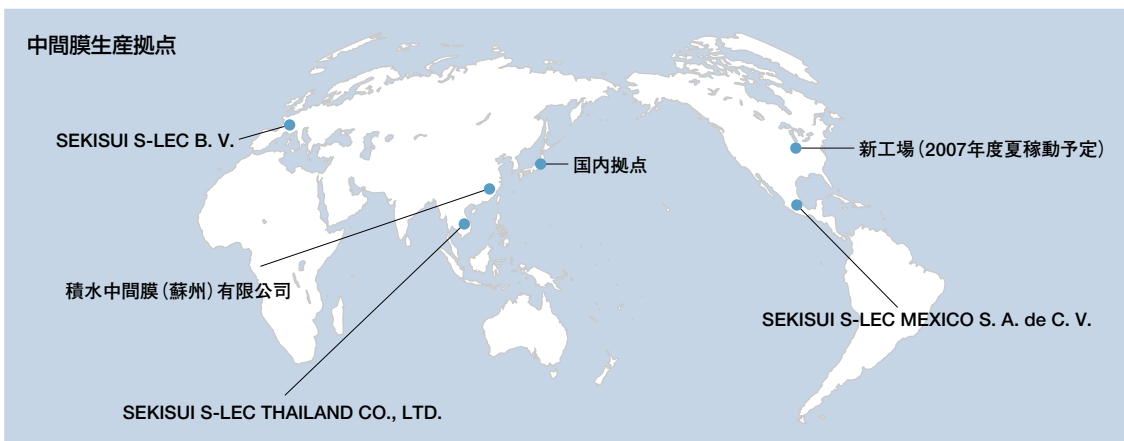 中間膜生産拠点
SEKISUI S-LEC B. V.
国内拠点
新工場（2007年度夏稼動予定）
積水中間膜（蘇州）有限公司
SEKISUI S-LEC MEXICO S. A. de C. V.
SEKISUI S-LEC THAILAND CO., LTD.